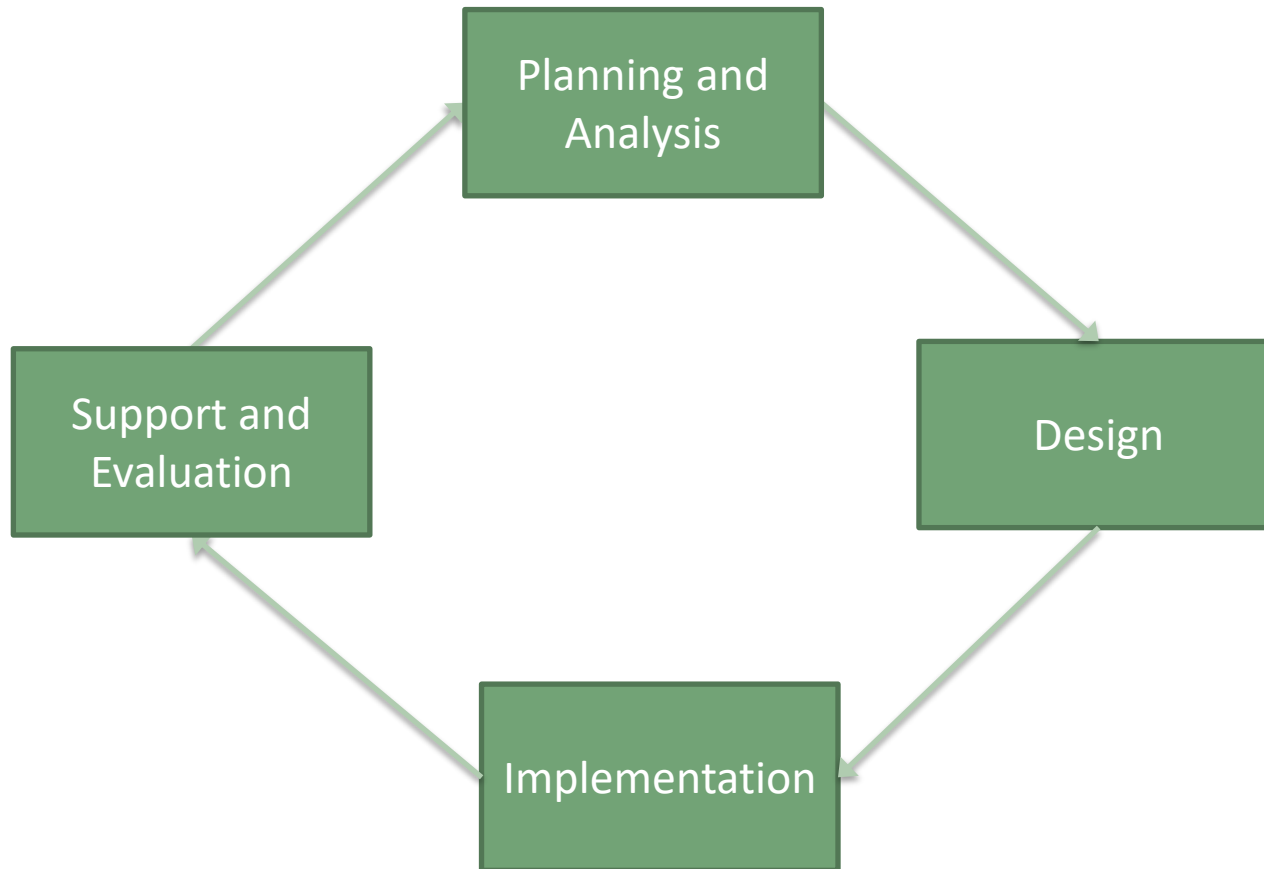 Planning and
Analysis
Support and
Evaluation
Design
Implementation